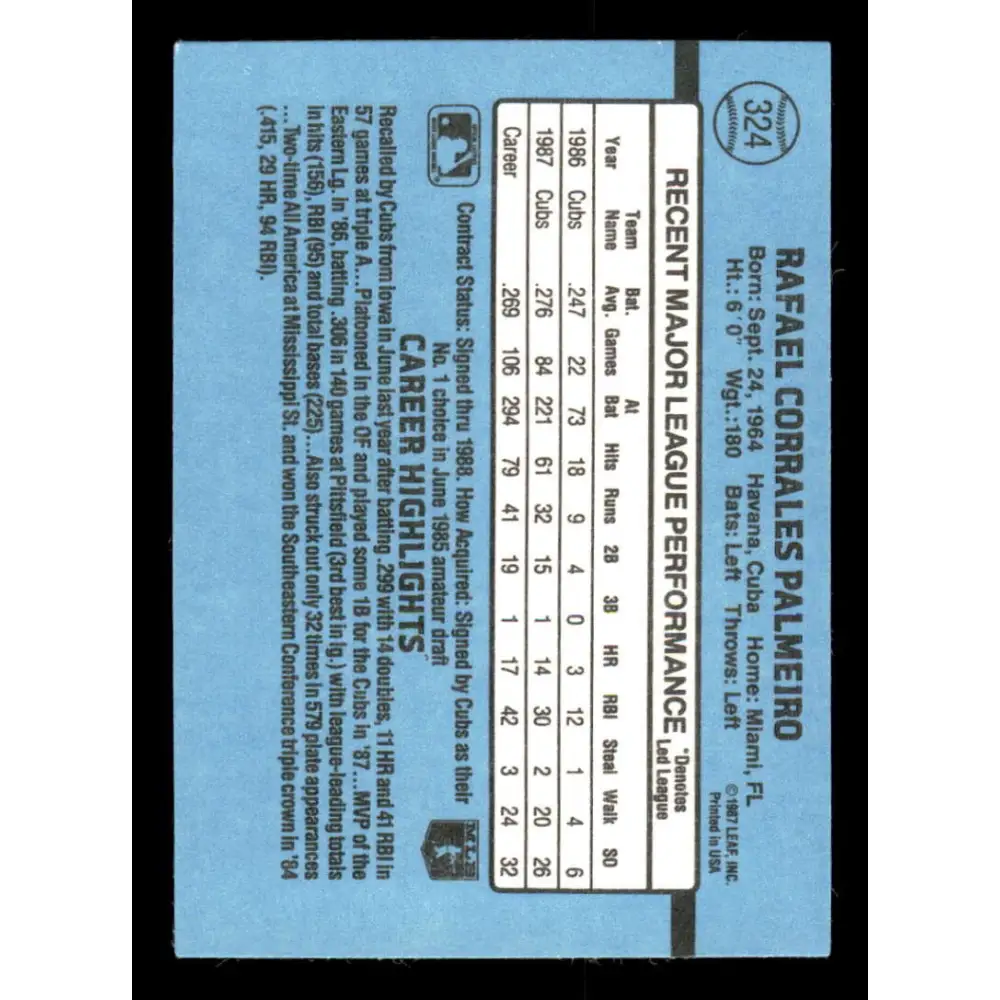 324
RAFAEL CORRALES PALMEIRO
Born: Sept. 24, 1964 Havana, Cuba Home: Miami, FL
Ht.: 6´0" Wgt.:180 Bats: Left Throws: Left
©1987 LEAF, INC.
Printed in USA
RECENT MAJOR LEAGUE PERFORMANCE *Denotes Led League
Year Team Name Bat. Avg. Games At Bat Hits Runs 2B 3B HR RBI Steal Walk SO
1986 Cubs .247 22 73 18 9 4 0 3 12 1 4 6
1987 Cubs .276 84 221 61 32 15 1 14 30 2 20 26
Career .269 106 294 79 41 19 1 17 42 3 24 32
Contract Status: Signed thru 1988. How Acquired: Signed by Cubs as their
No. 1 choice in June 1985 amateur draft
CAREER HIGHLIGHTS
MLB
Recalled by Cubs from Iowa in June last year after batting .299 with 14 doubles, 11 HR and 41 RBI in
57 games at triple A...Platooned in the OF and played some 1B for the Cubs in '87...MVP of the
Eastern Lg. in '86, batting .306 in 140 games at Pittsfield (3rd best in lg.) with league-leading totals
in hits (156), RBI (95) and total bases (225)...Also struck out only 32 times in 579 plate appearances
...Two-time All America at Mississippi St. and won the Southeastern Conference triple crown in '84
(.415, 29 HR, 94 RBI).